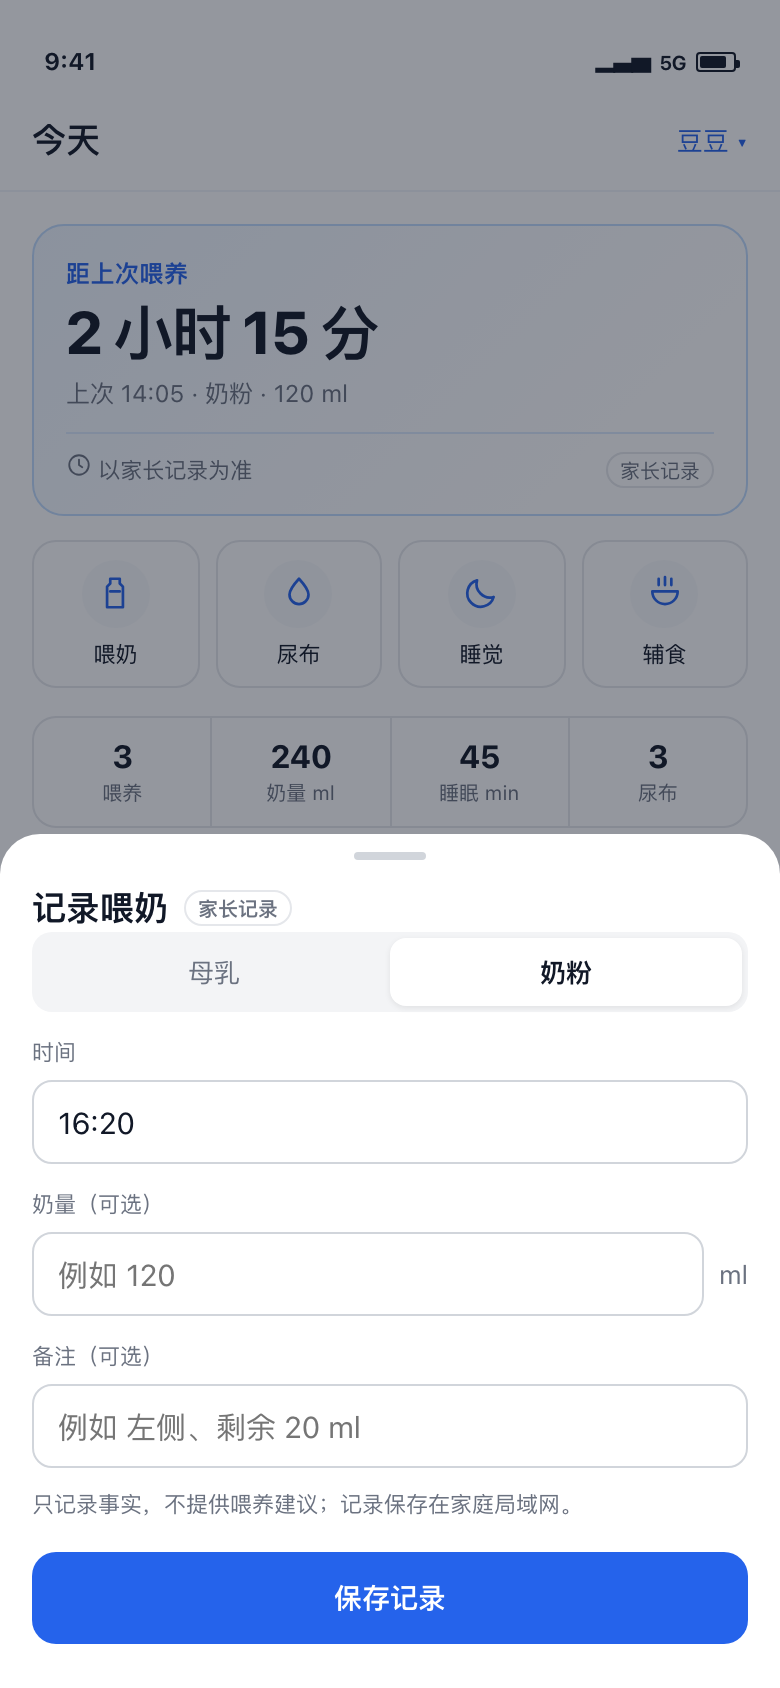 9:41 5G
今天 豆豆 ▾
距上次喂养
2 小时 15 分
上次 14:05 · 奶粉 · 120 ml
以家长记录为准 家长记录
喂奶 尿布 睡觉 辅食
3 240 45 3
喂养 奶量 ml 睡眠 min 尿布
记录喂奶 家长记录
母乳 奶粉
时间
16:20
奶量（可选）
例如 120 ml
备注（可选）
例如 左侧、剩余 20 ml
只记录事实，不提供喂养建议；记录保存在家庭局域网。
保存记录